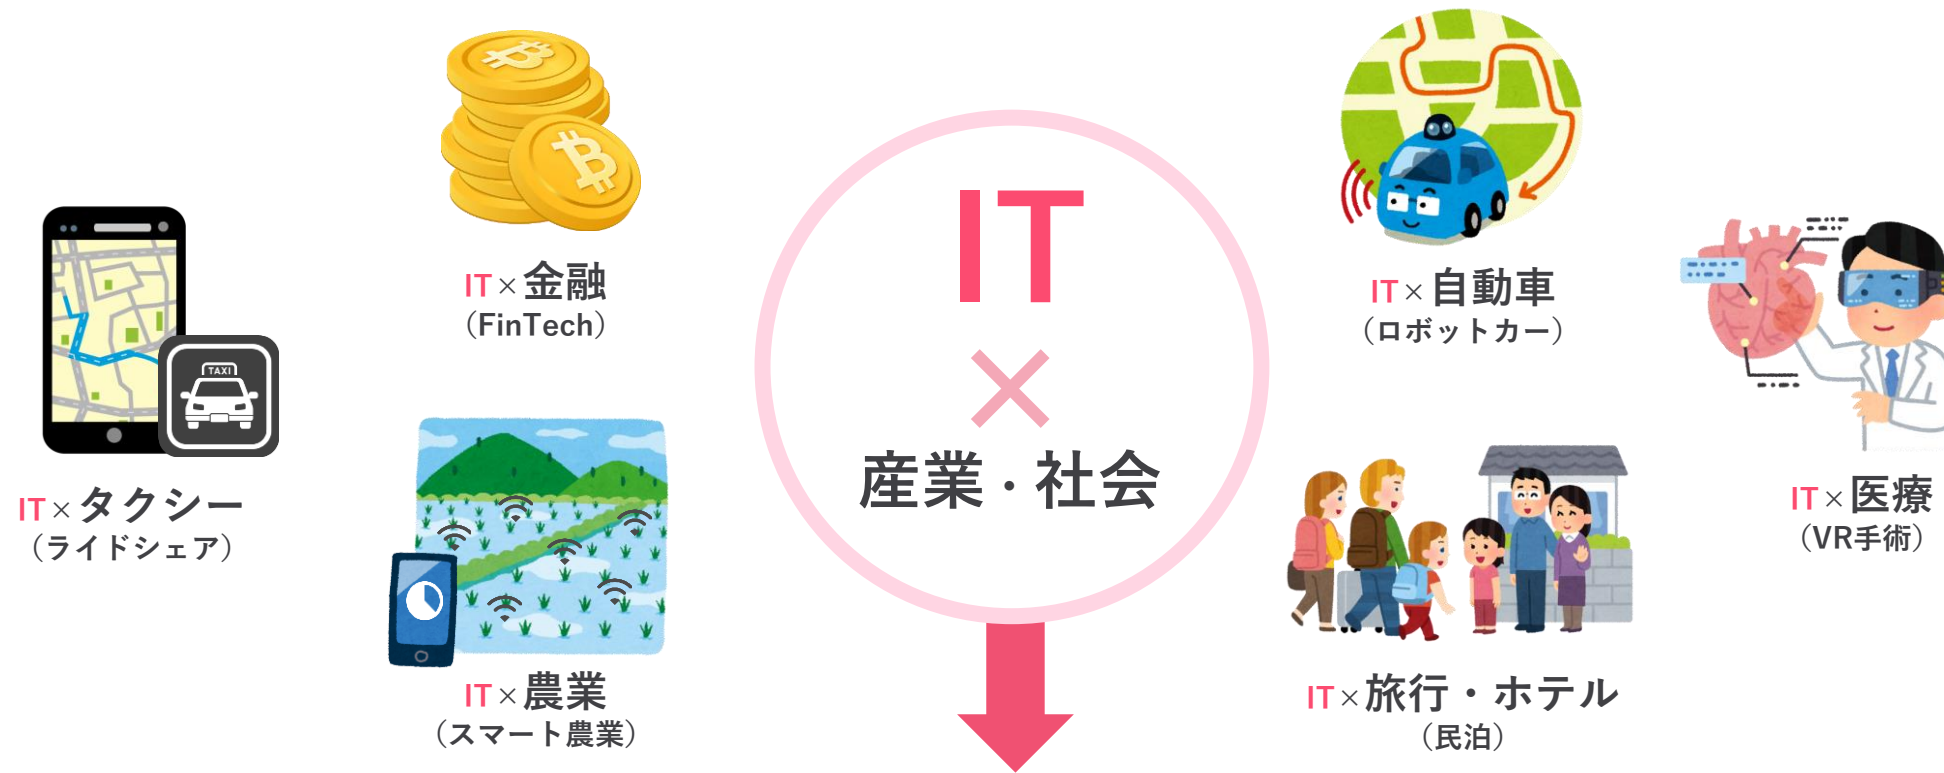 IT×タクシー
（ライドシェア）
TAXI
IT×金融
（FinTech）
IT×農業
（スマート農業）
IT
×
産業・社会
IT×自動車
（ロボットカー）
IT×旅行・ホテル
（民泊）
IT×医療
（VR手術）